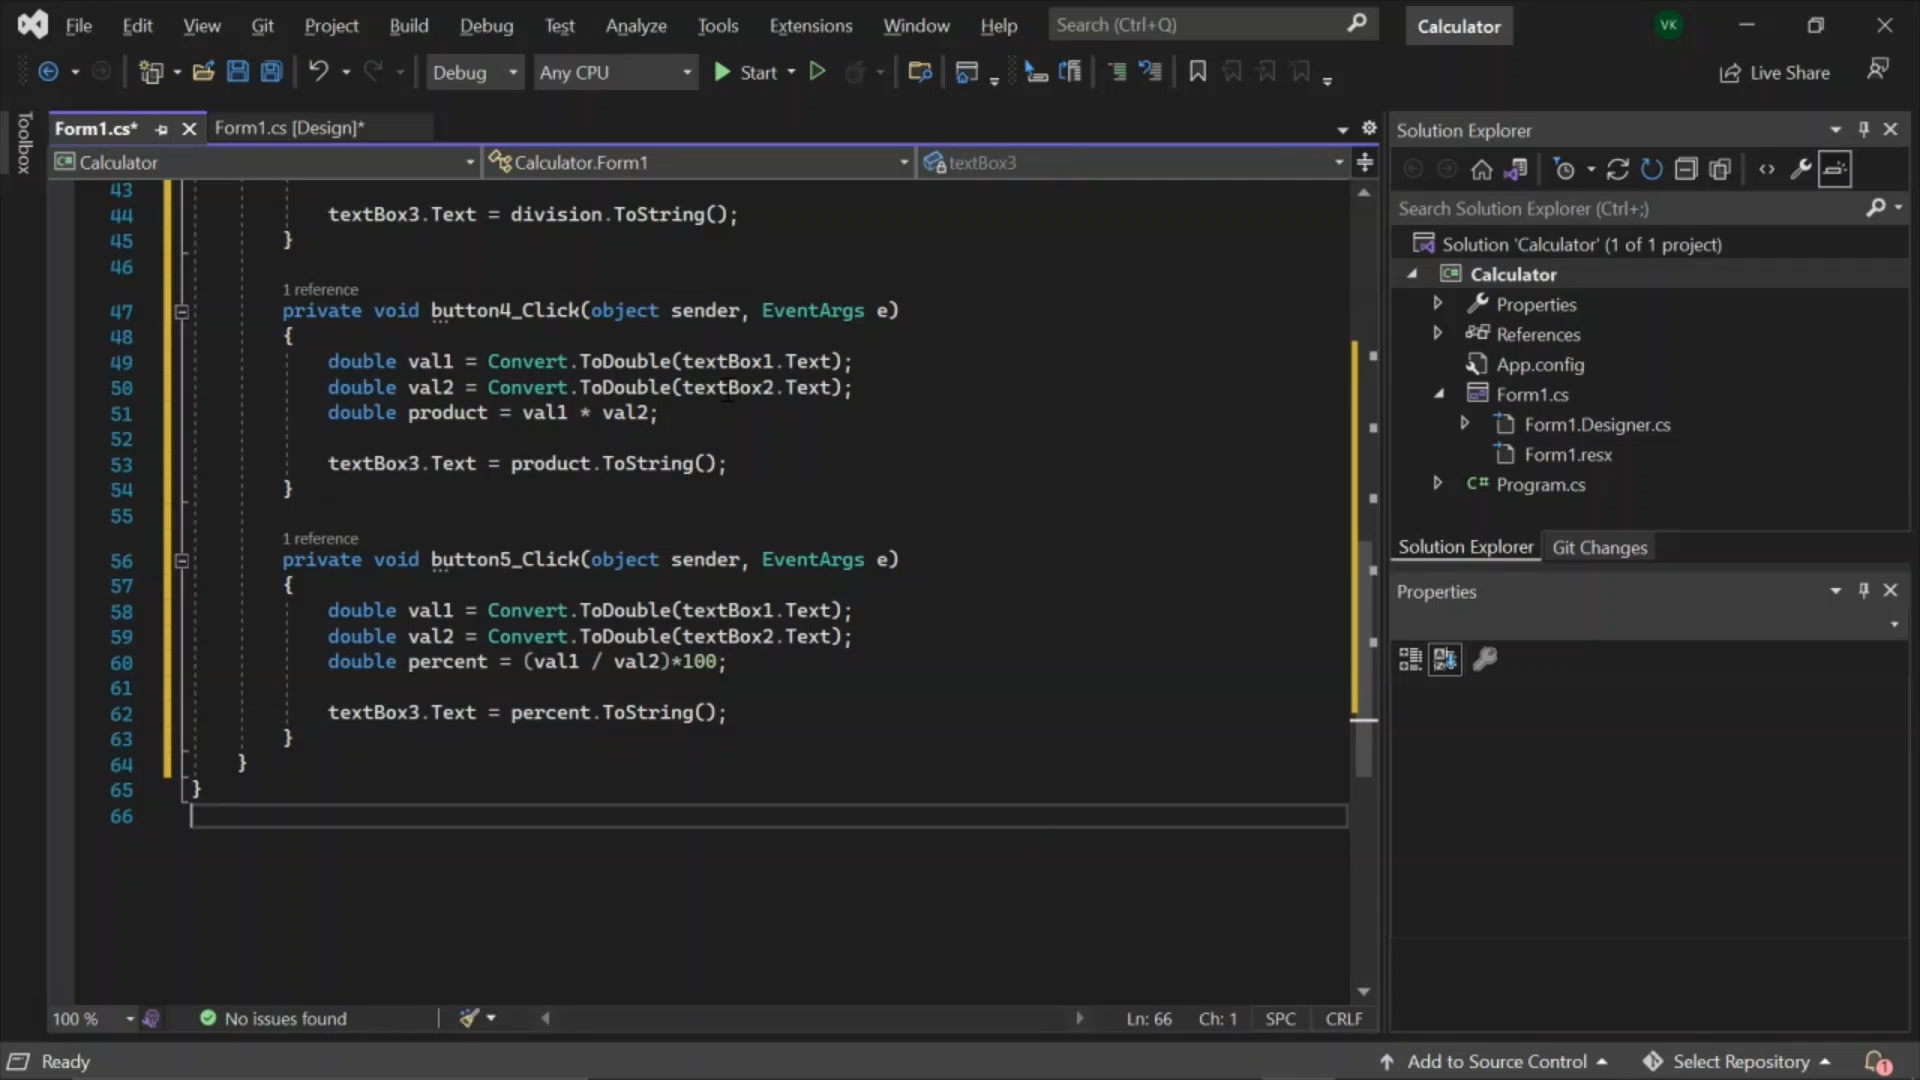 File Edit View Git Project Build Debug Test Analyze Tools Extensions Window Help Search (Ctrl+Q) Calculator VK
Debug Any CPU Start Live Share
Toolbox
Form1.cs* Form1.cs [Design]*
Calculator Calculator.Form1 textBox3
43
44 textBox3.Text = division.ToString();
45 }
46
1 reference
47 private void button4_Click(object sender, EventArgs e)
48 {
49 double val1 = Convert.ToDouble(textBox1.Text);
50 double val2 = Convert.ToDouble(textBox2.Text);
51 double product = val1 * val2;
52
53 textBox3.Text = product.ToString();
54 }
55
1 reference
56 private void button5_Click(object sender, EventArgs e)
57 {
58 double val1 = Convert.ToDouble(textBox1.Text);
59 double val2 = Convert.ToDouble(textBox2.Text);
60 double percent = (val1 / val2)*100;
61
62 textBox3.Text = percent.ToString();
63 }
64 }
65 }
66
100 % No issues found Ln: 66 Ch: 1 SPC CRLF
Solution Explorer
Search Solution Explorer (Ctrl+;)
Solution 'Calculator' (1 of 1 project)
C# Calculator
Properties
References
App.config
Form1.cs
Form1.Designer.cs
Form1.resx
C# Program.cs
Solution Explorer Git Changes
Properties
Ready Add to Source Control Select Repository 1